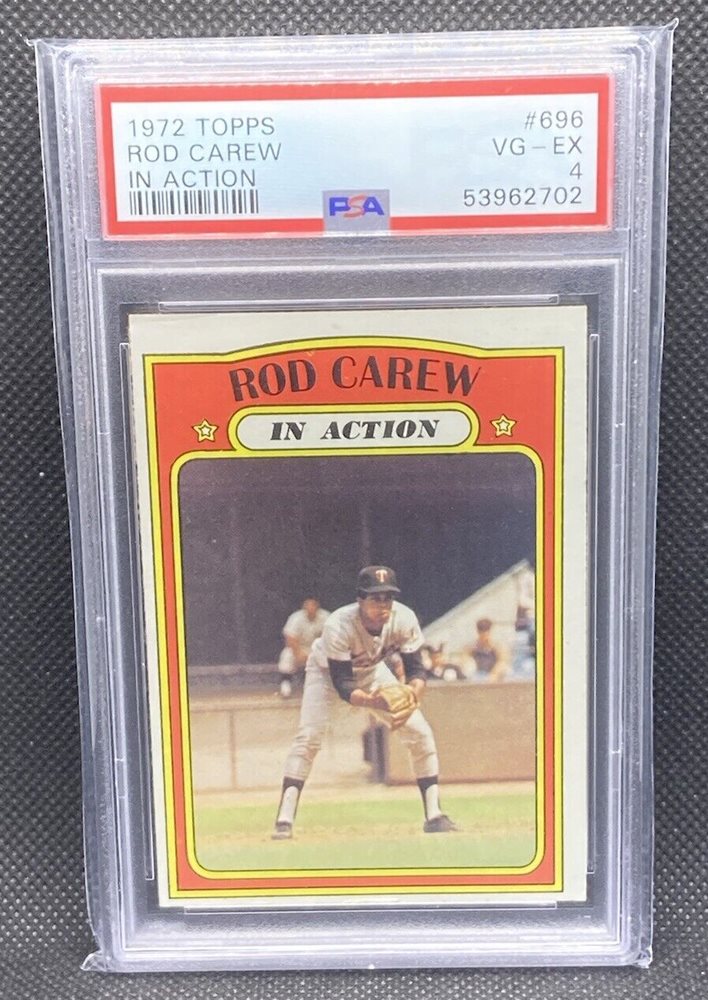 1972 TOPPS
#696
ROD CAREW
VG-EX
IN ACTION
4
PSA
53962702
ROD CAREW
IN ACTION
T